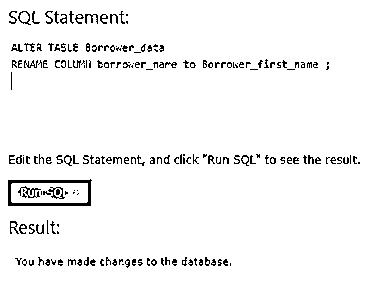 SQL Statement:
ALTER TABLE Borrower_data
RENAME COLUMN borrower_name to Borrower_first_name ;
Edit the SQL Statement, and click "Run SQL" to see the result.
Run SQL »
Result:
You have made changes to the database.